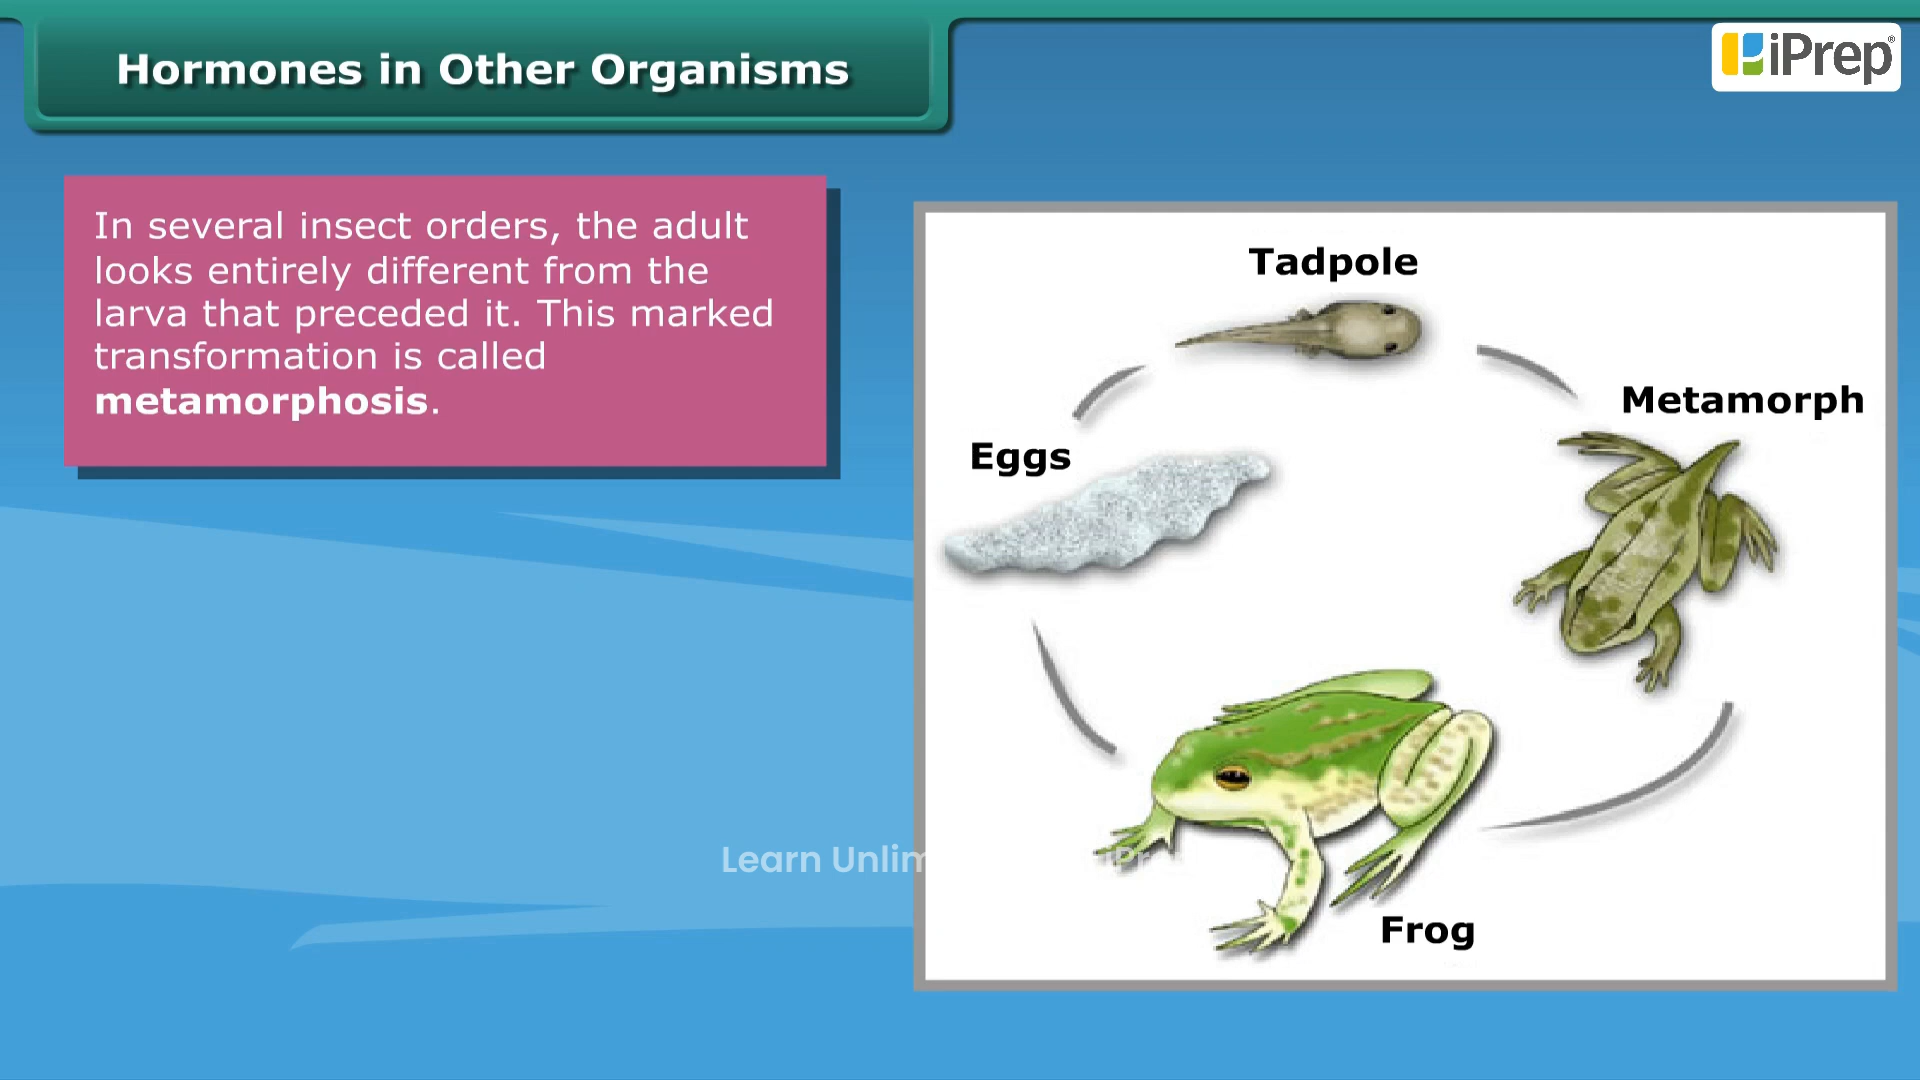 Hormones in Other Organisms
iPrep®
In several insect orders, the adult
looks entirely different from the
larva that preceded it. This marked
transformation is called
metamorphosis.
Tadpole
Metamorph
Eggs
Learn
Frog